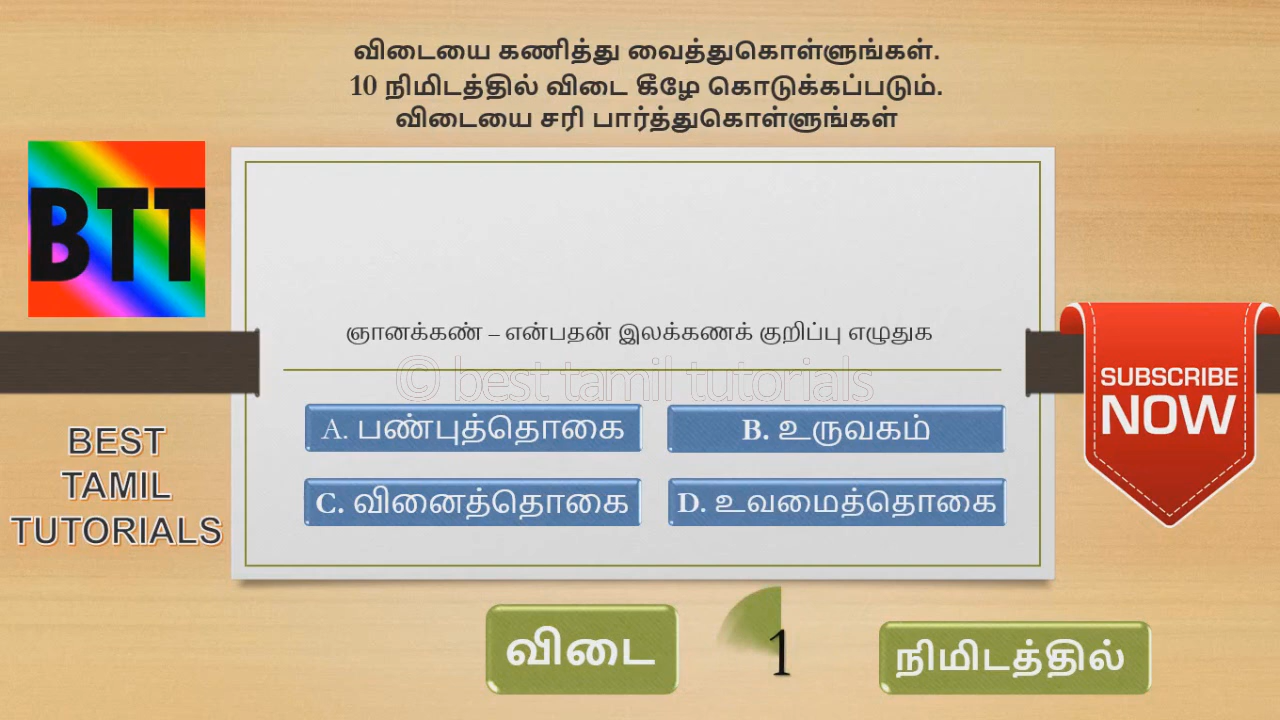 விடையை கணித்து வைத்துகொள்ளுங்கள்.
10 நிமிடத்தில் விடை கீழே கொடுக்கப்படும்.
விடையை சரி பார்த்துகொள்ளுங்கள்
BTT
ஞானக்கண் – என்பதன் இலக்கணக் குறிப்பு எழுதுக
© best tamil tutorials
A. பண்புத்தொகை
B. உருவகம்
C. வினைத்தொகை
D. உவமைத்தொகை
SUBSCRIBE
NOW
BEST
TAMIL
TUTORIALS
விடை
1
நிமிடத்தில்